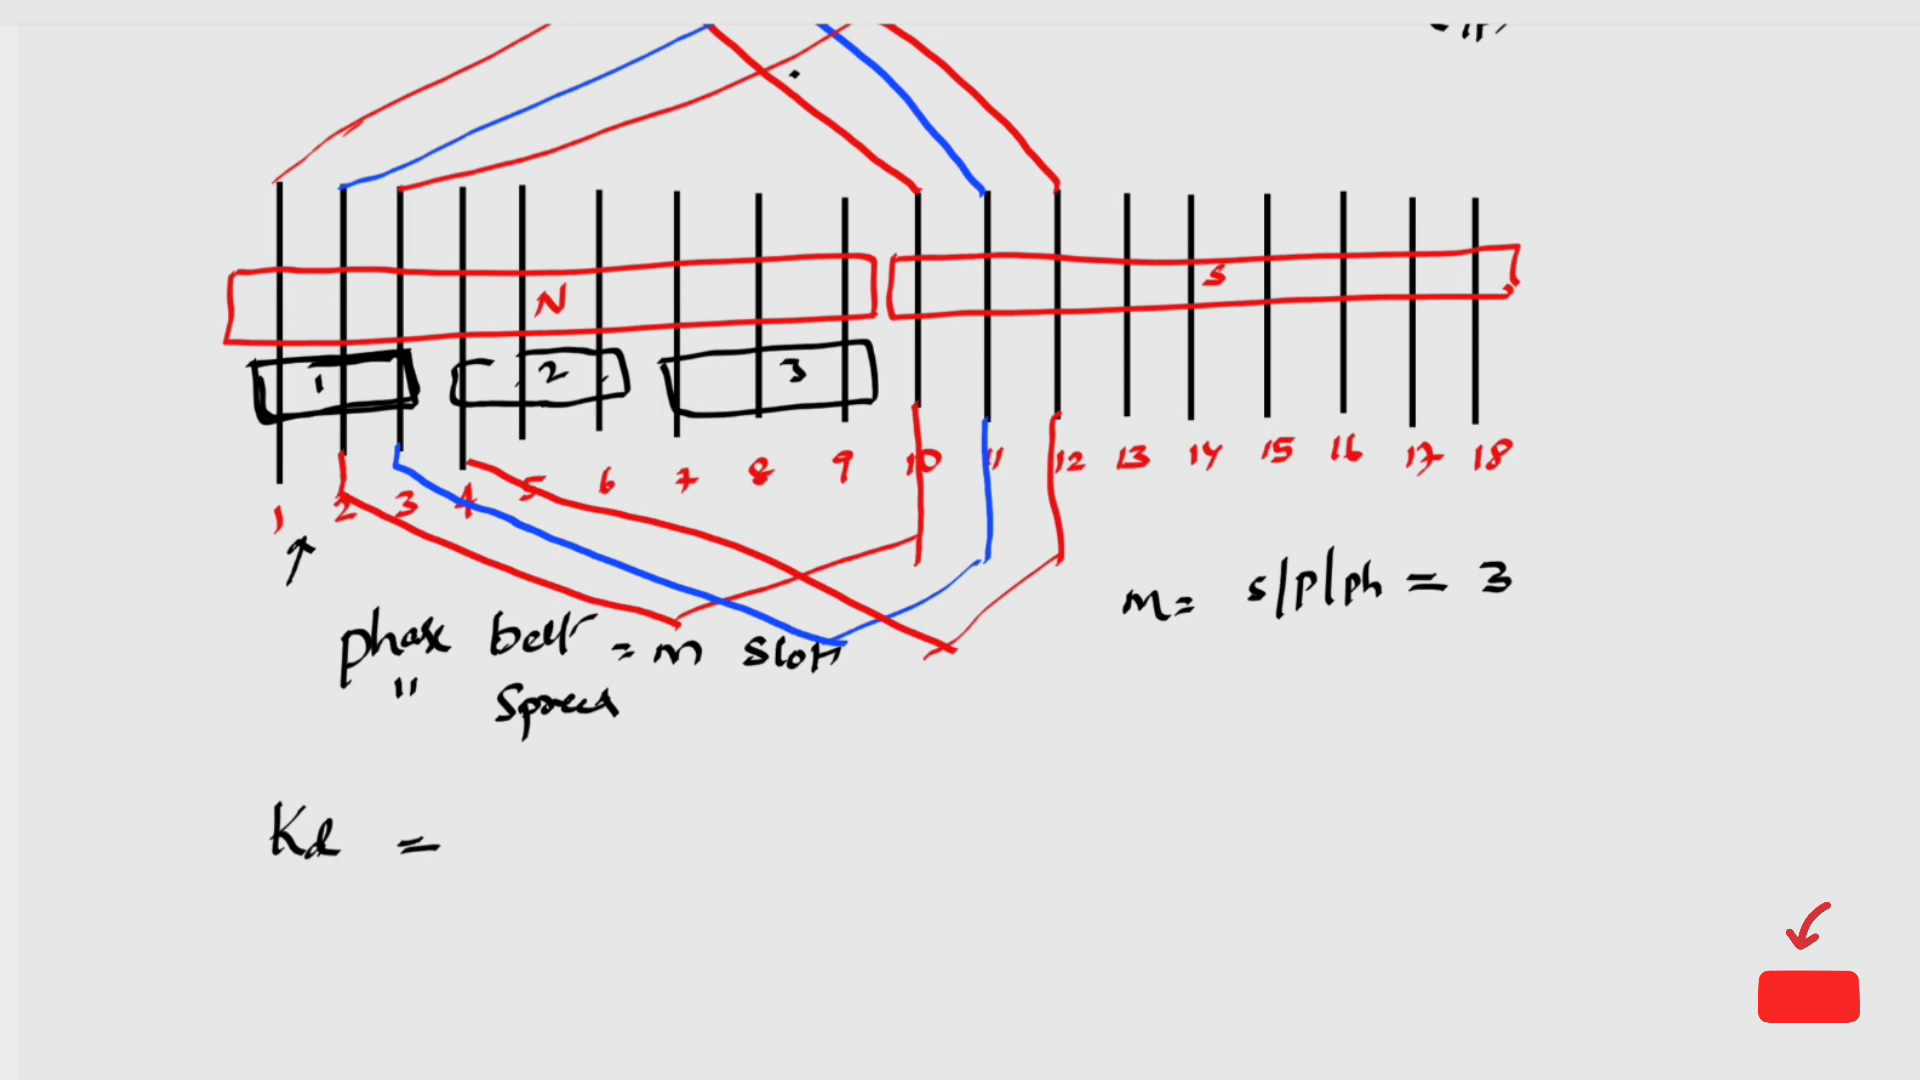 N S
1 2 3
1 2 3 4 5 6 7 8 9 10 11 12 13 14 15 16 17 18
m = s/p/ph = 3
phase belt = m slot
" spread
Kd =